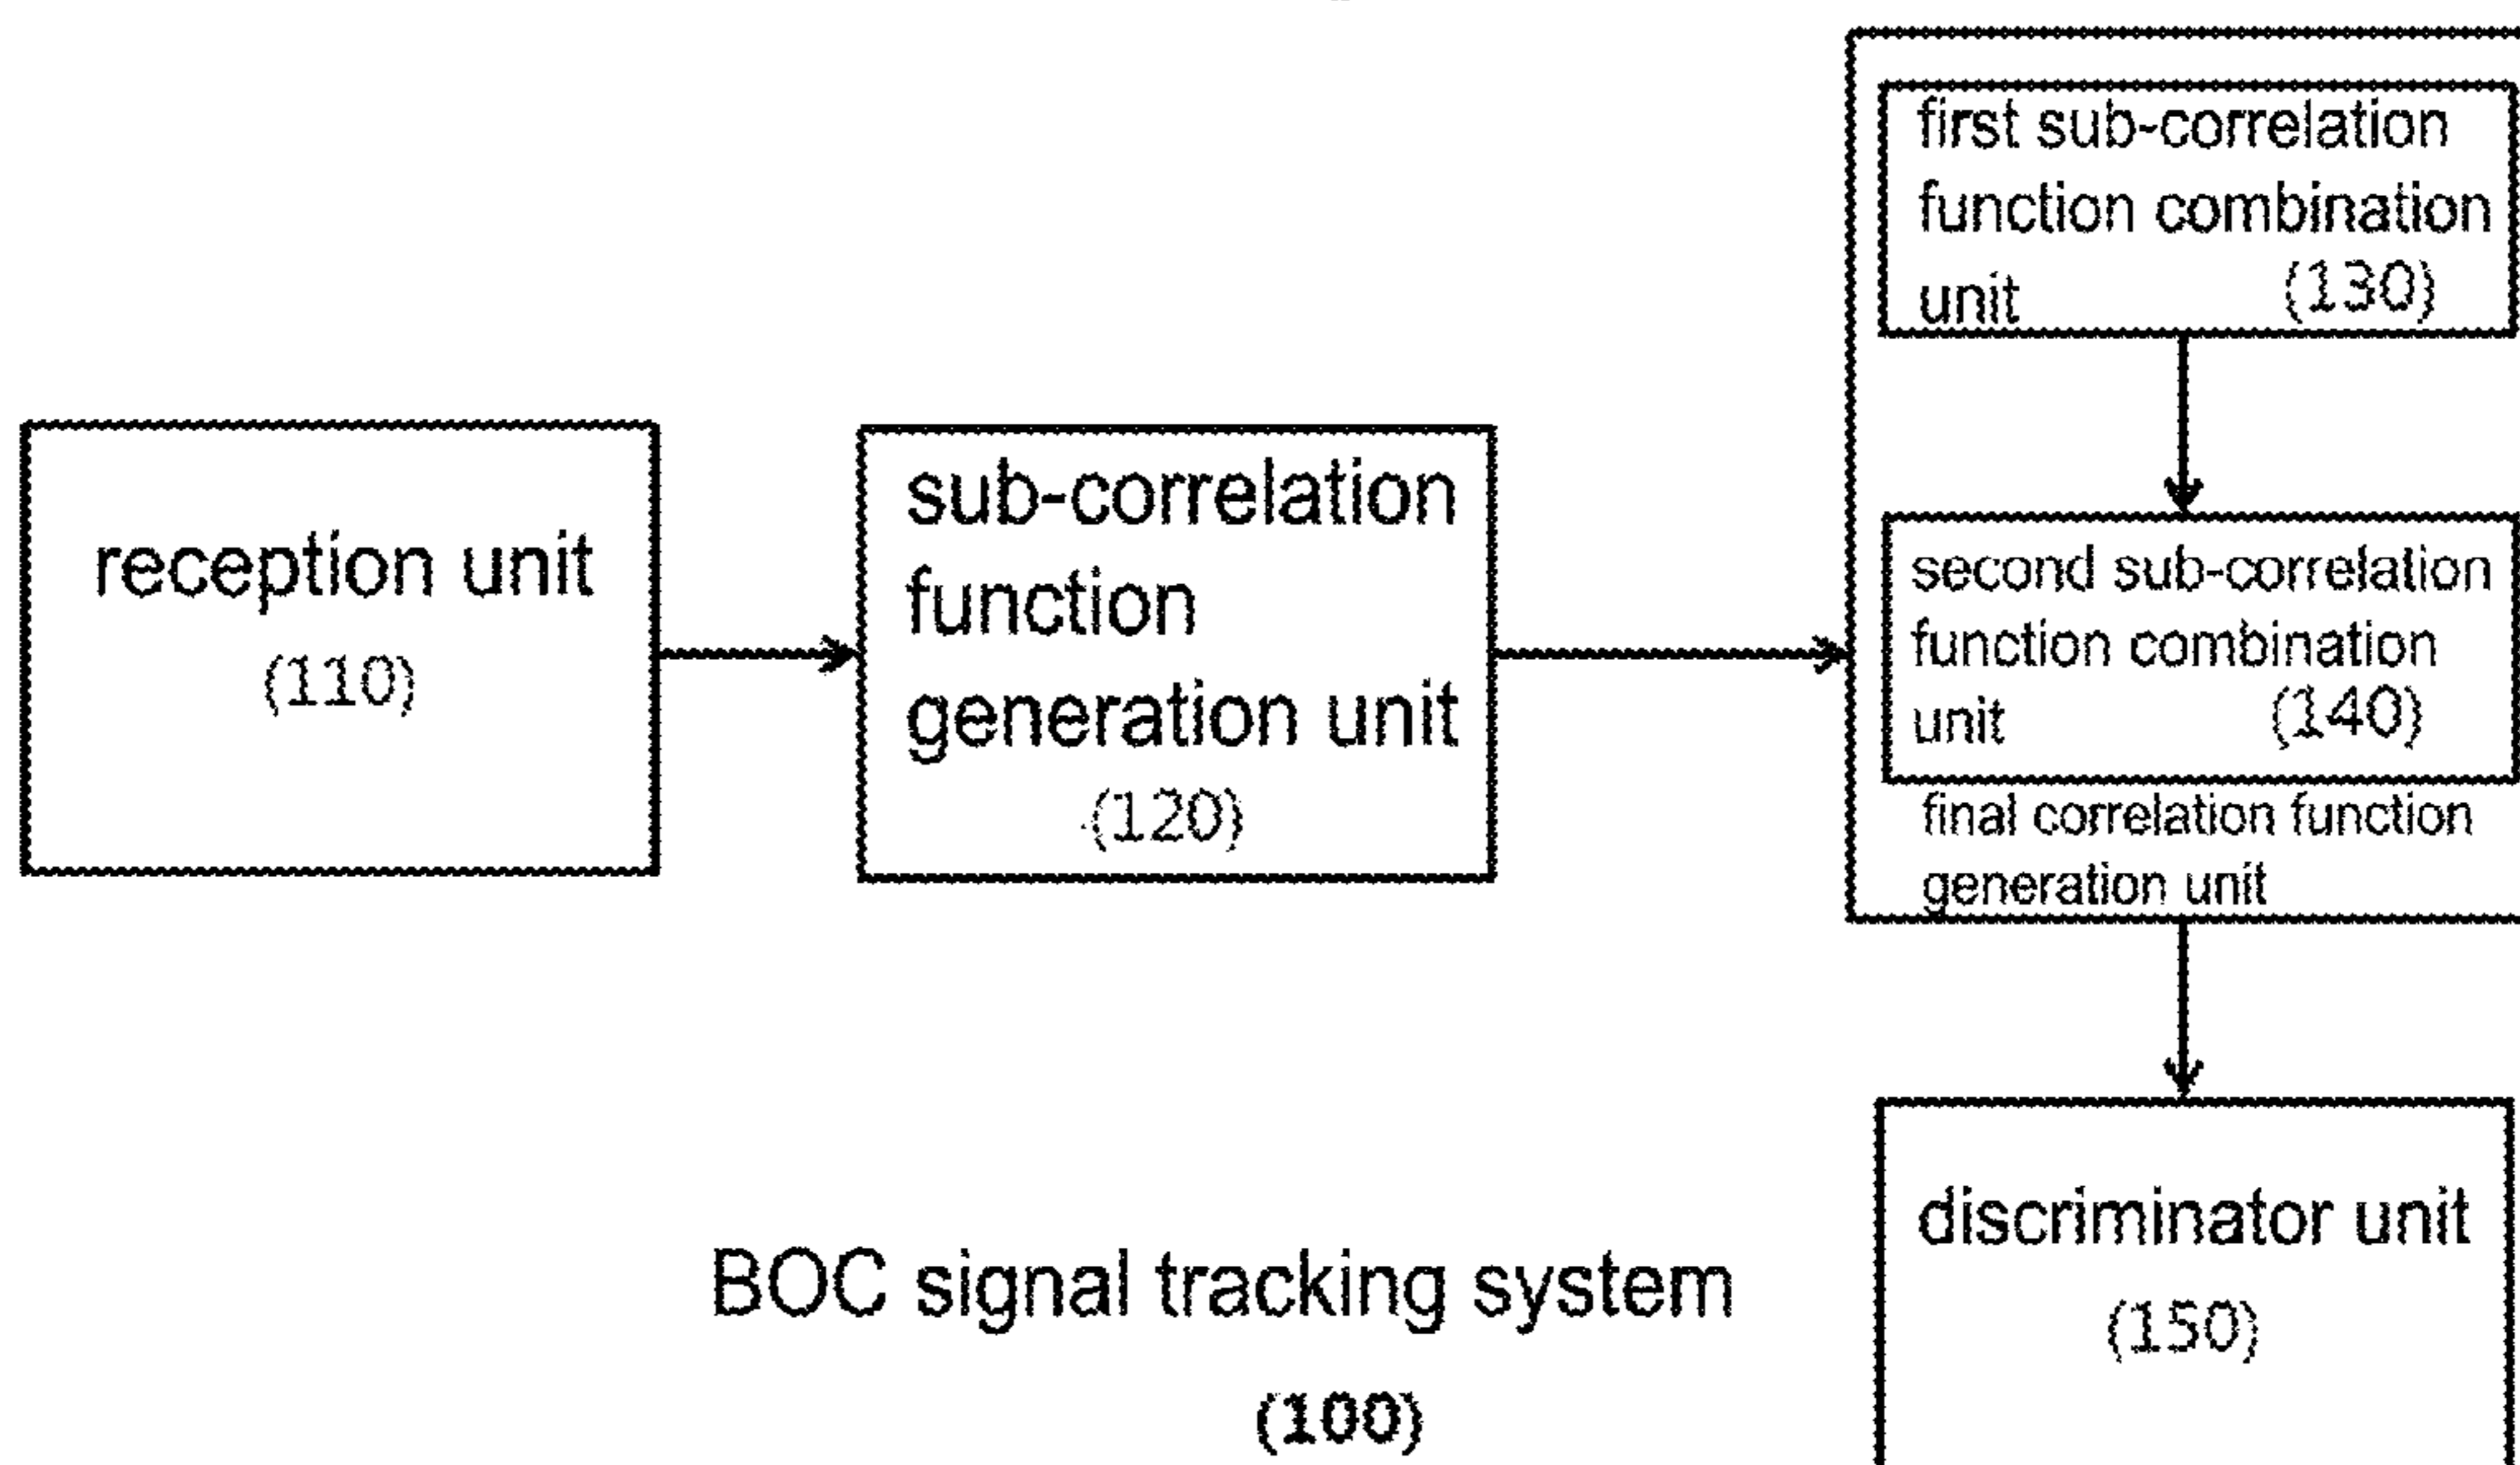 first sub-correlation
function combination
unit (130)
reception unit
(110)
sub-correlation
function
generation unit
(120)
second sub-correlation
function combination
unit (140)
final correlation function
generation unit
discriminator unit
(150)
BOC signal tracking system
(100)